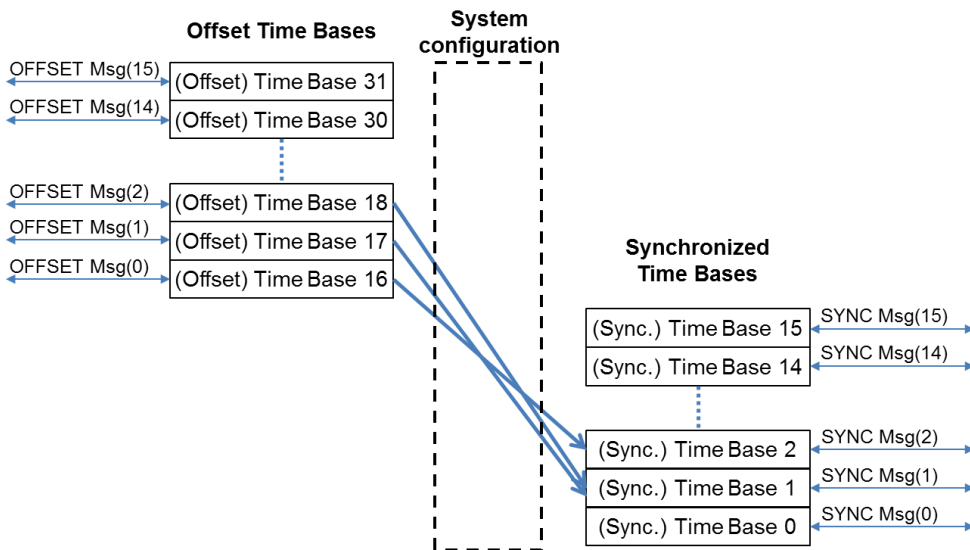 Offset Time Bases
System
configuration
OFFSET Msg(15)
(Offset) Time Base 31
OFFSET Msg(14)
(Offset) Time Base 30
OFFSET Msg(2)
(Offset) Time Base 18
OFFSET Msg(1)
(Offset) Time Base 17
OFFSET Msg(0)
(Offset) Time Base 16
Synchronized
Time Bases
(Sync.) Time Base 15
SYNC Msg(15)
(Sync.) Time Base 14
SYNC Msg(14)
(Sync.) Time Base 2
SYNC Msg(2)
(Sync.) Time Base 1
SYNC Msg(1)
(Sync.) Time Base 0
SYNC Msg(0)